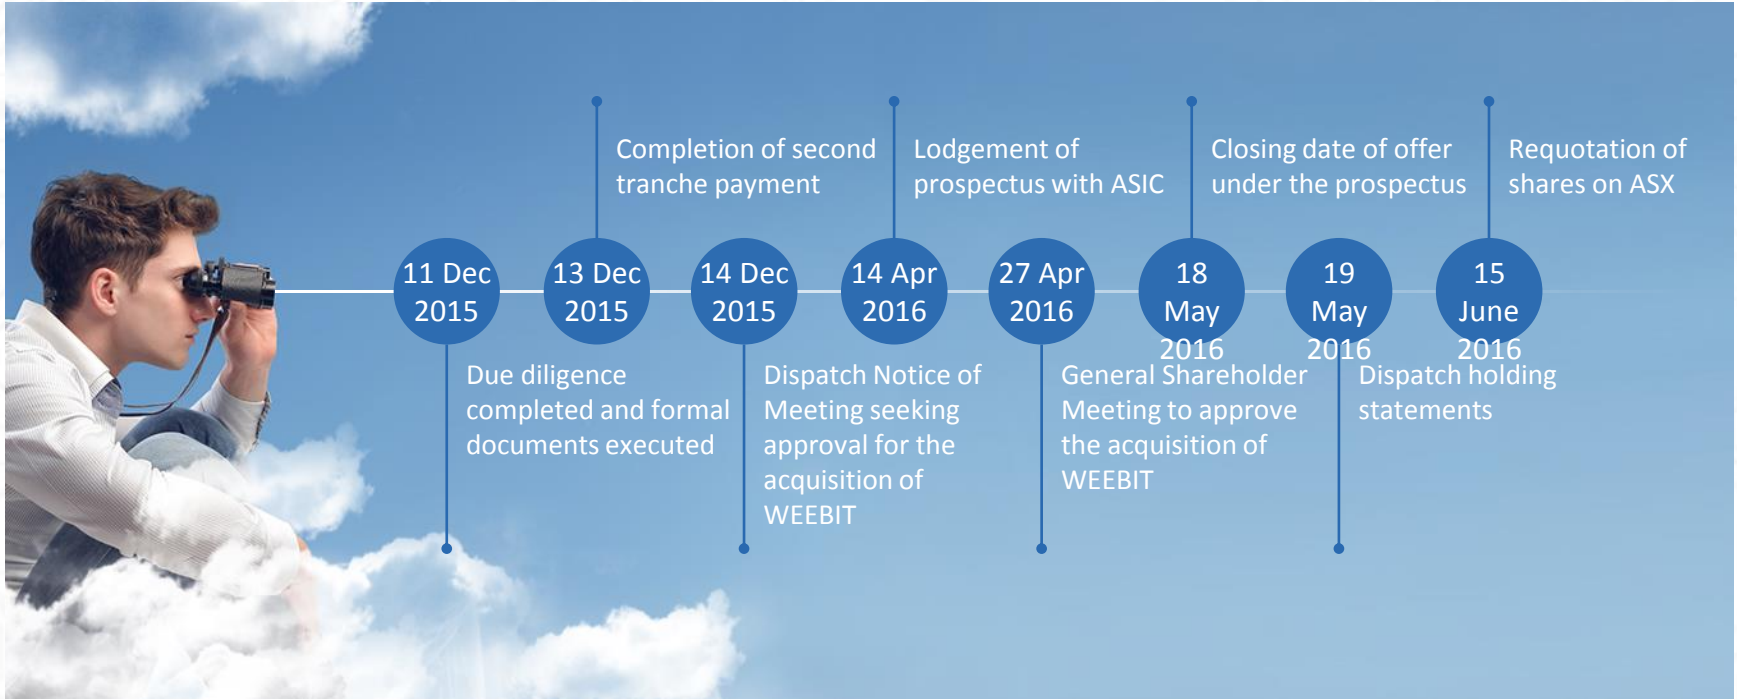 11 Dec
2015
Due diligence
completed and formal
documents executed
13 Dec
2015
Completion of second
tranche payment
14 Dec
2015
Dispatch Notice of
Meeting seeking
approval for the
acquisition of
WEEBIT
14 Apr
2016
Lodgement of
prospectus with ASIC
27 Apr
2016
General Shareholder
Meeting to approve
the acquisition of
WEEBIT
18
May
2016
Closing date of offer
under the prospectus
19
May
2016
Dispatch holding
statements
15
June
2016
Requotation of
shares on ASX